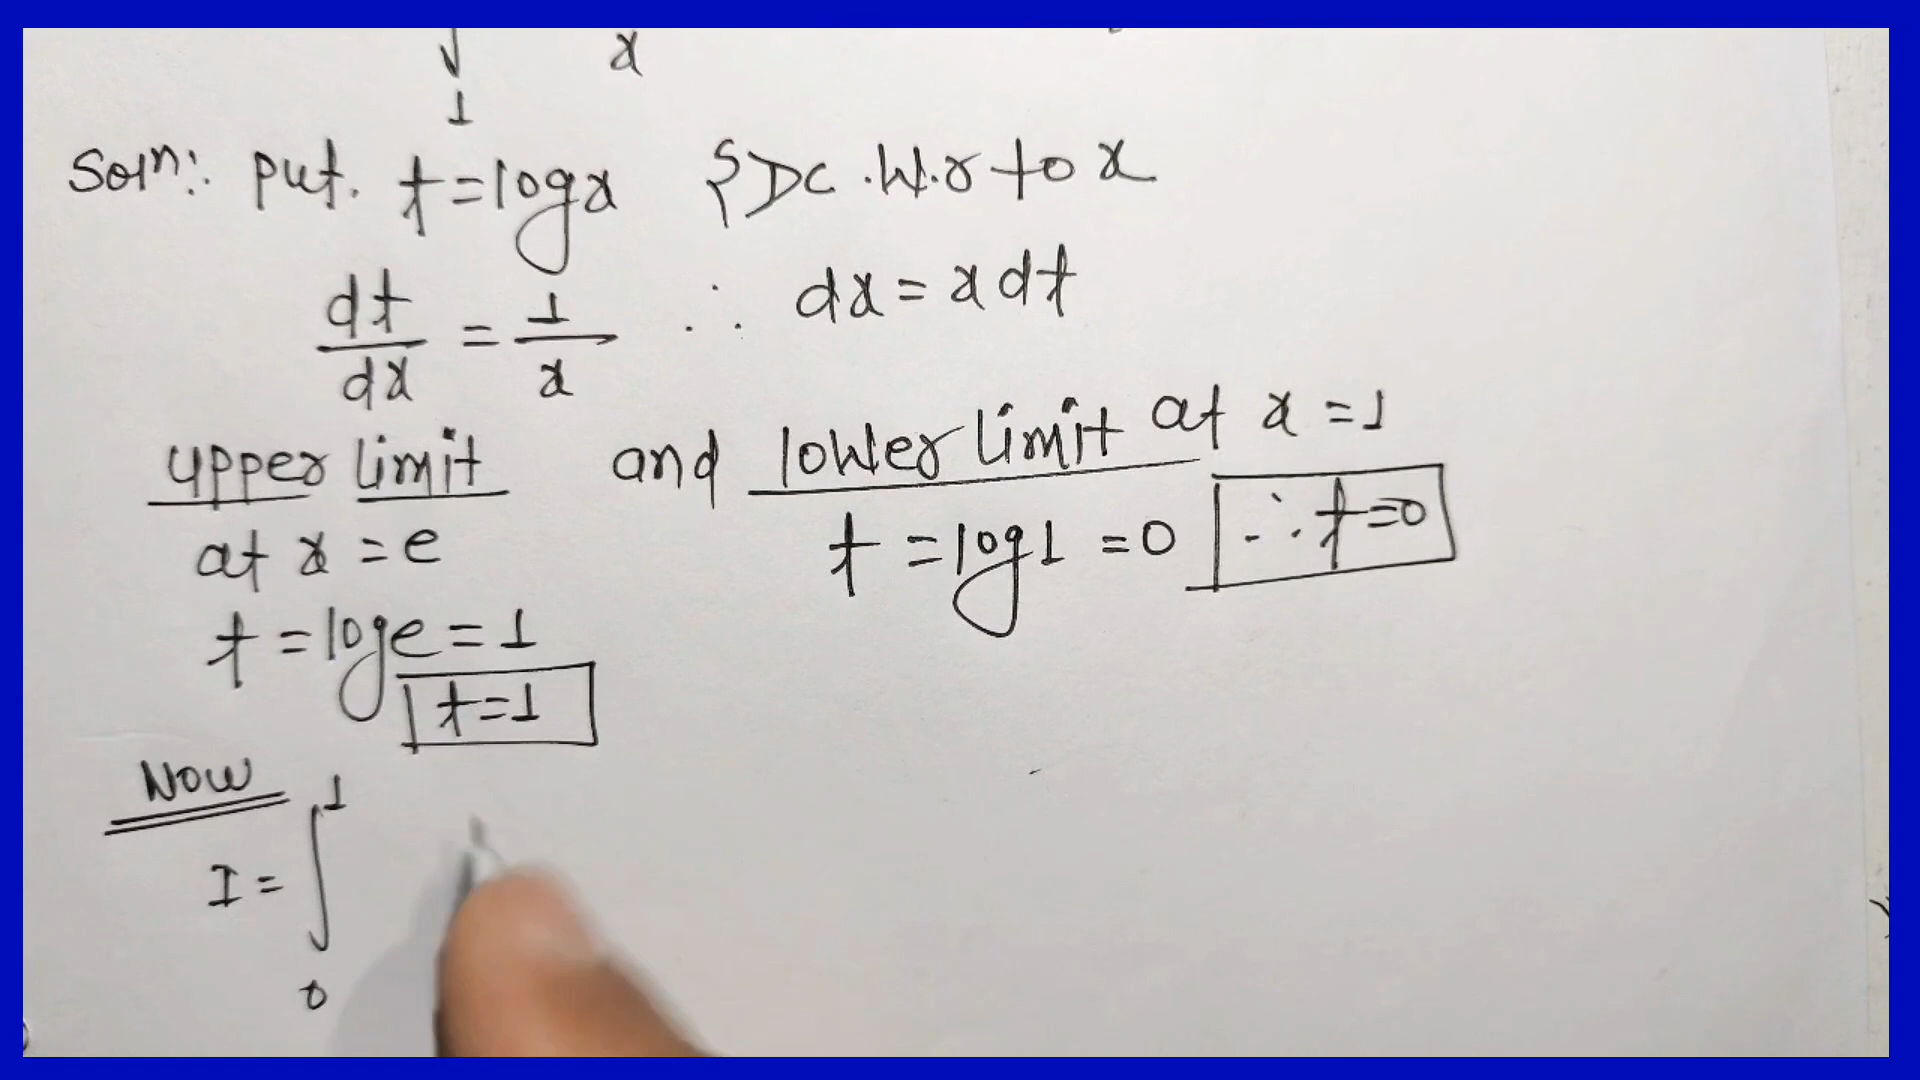 ∫ x
1
Soln: put. t = log x { DC .w.r to x
dt/dx = 1/x ∴ dx = x dt
upper limit and lower limit at x = 1
at x = e t = log 1 = 0 ∴ t = 0
t = log e = 1
t = 1
Now
I = ∫ 1
0